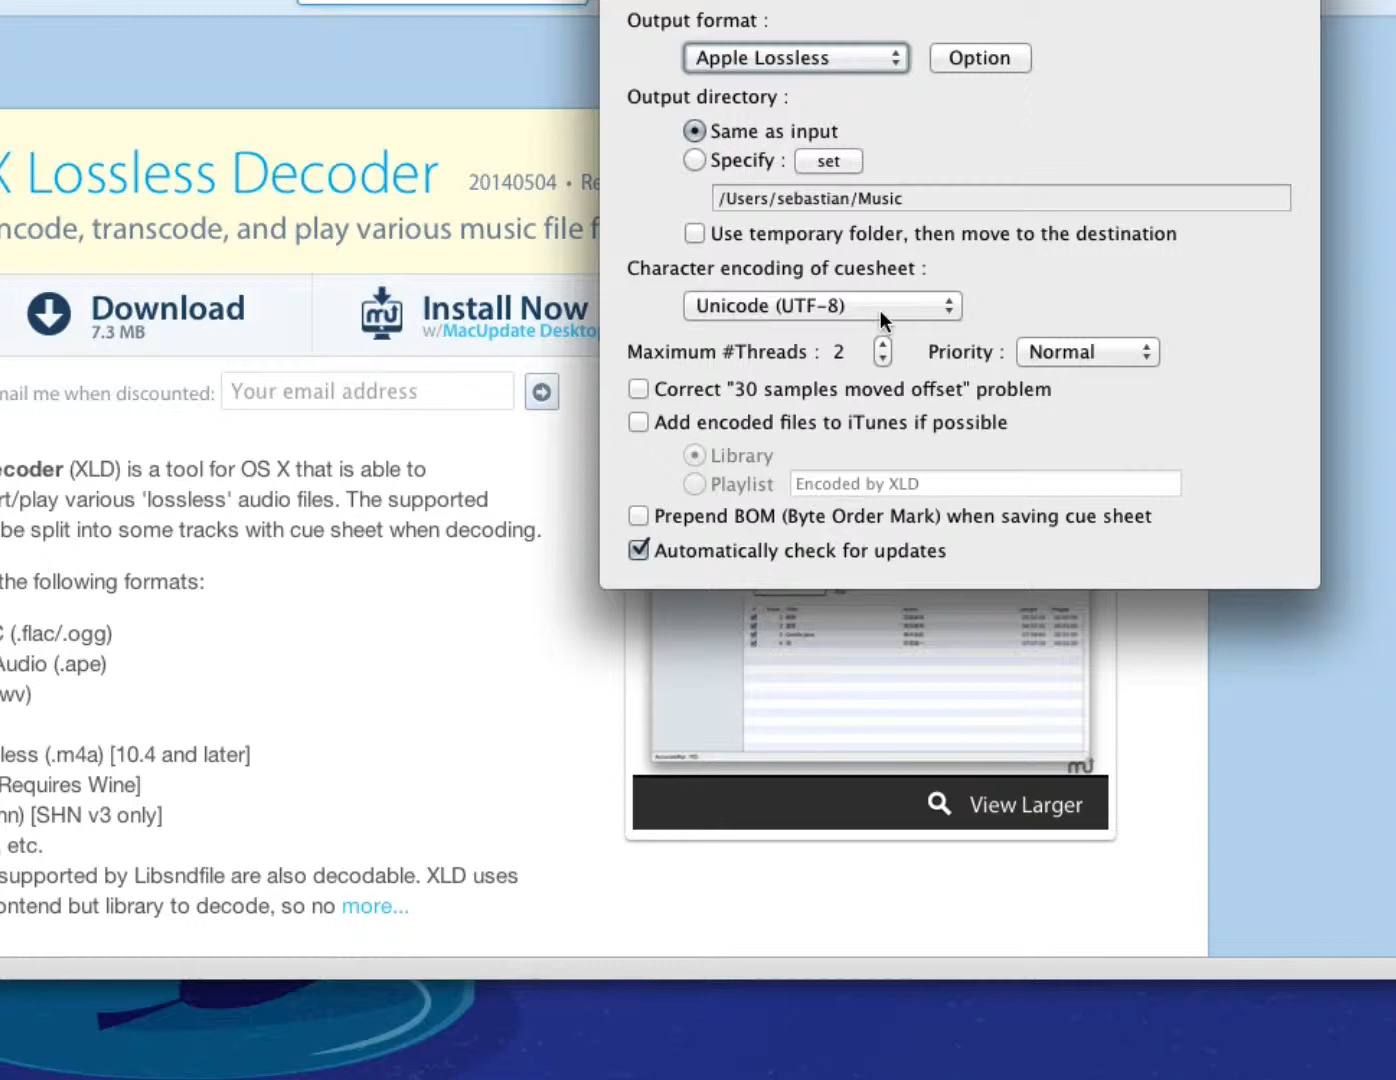 Output format :
Apple Lossless
Option
Output directory :
Same as input
Specify :
set
/Users/sebastian/Music
Use temporary folder, then move to the destination
Character encoding of cuesheet :
Unicode (UTF-8)
Maximum #Threads : 2
Priority :
Normal
Correct "30 samples moved offset" problem
Add encoded files to iTunes if possible
Library
Playlist
Encoded by XLD
Prepend BOM (Byte Order Mark) when saving cue sheet
Automatically check for updates
X Lossless Decoder
20140504 • Re
ncode, transcode, and play various music file f
Download
7.3 MB
Install Now
w/MacUpdate Desktop
mail me when discounted:
Your email address
ecoder (XLD) is a tool for OS X that is able to
rt/play various 'lossless' audio files. The supported
be split into some tracks with cue sheet when decoding.
the following formats:
C (.flac/.ogg)
Audio (.ape)
wv)
less (.m4a) [10.4 and later]
Requires Wine]
hn) [SHN v3 only]
, etc.
supported by Libsndfile are also decodable. XLD uses
ontend but library to decode, so no more...
View Larger